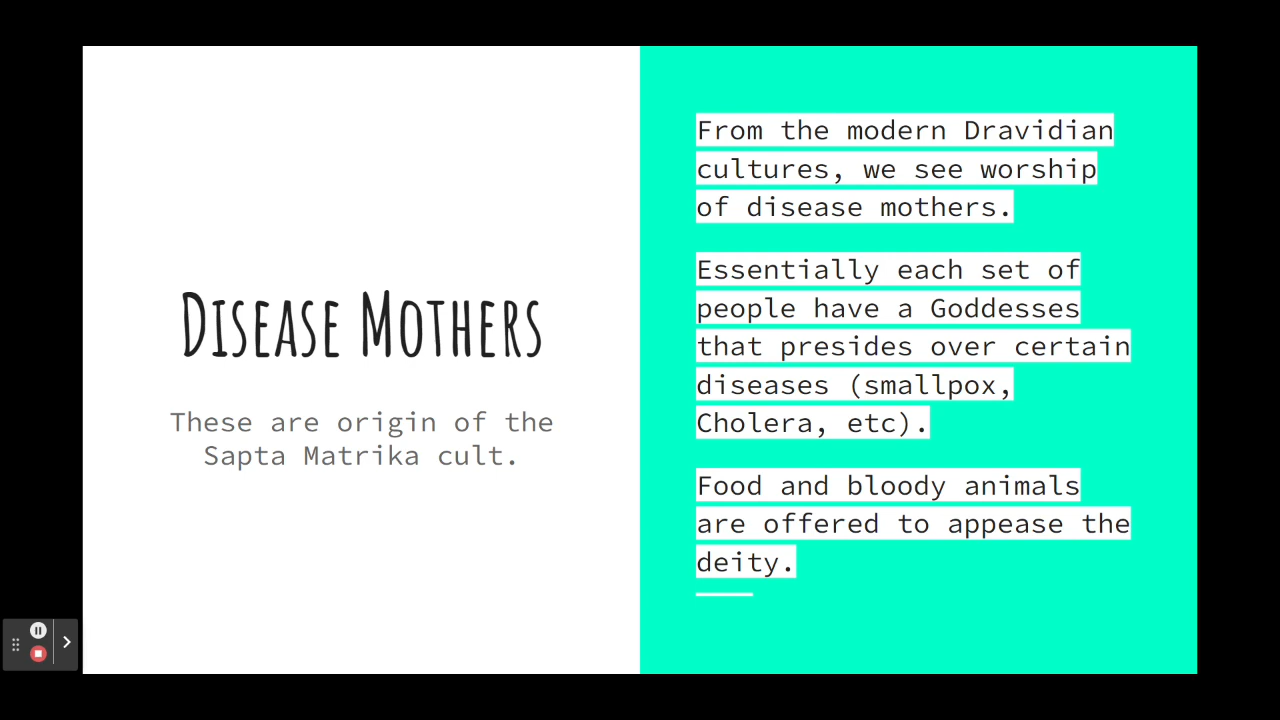 Disease Mothers
These are origin of the
Sapta Matrika cult.
From the modern Dravidian
cultures, we see worship
of disease mothers.
Essentially each set of
people have a Goddesses
that presides over certain
diseases (smallpox,
Cholera, etc).
Food and bloody animals
are offered to appease the
deity.